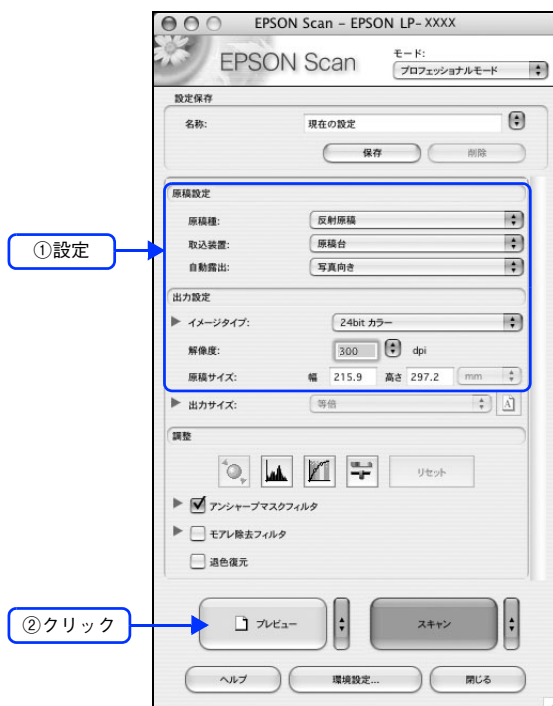 EPSON Scan - EPSON LP-XXXX
EPSON Scan
モード:
プロフェッショナルモード
設定保存
名称: 現在の設定
保存 削除
原稿設定
原稿種: 反射原稿
取込装置: 原稿台
自動露出: 写真向き
①設定
出力設定
イメージタイプ: 24bit カラー
解像度: 300 dpi
原稿サイズ: 幅 215.9 高さ 297.2 mm
出力サイズ: 等倍 A
調整
リセット
アンシャープマスクフィルタ
モアレ除去フィルタ
退色復元
②クリック
プレビュー スキャン
ヘルプ 環境設定... 閉じる